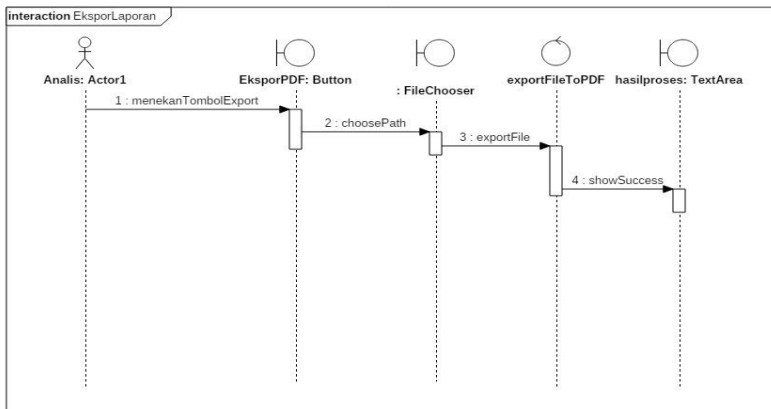 interaction EksporLaporan
Analis: Actor1
EksporPDF: Button
: FileChooser
exportFileToPDF
hasilproses: TextArea
1 : menekanTombolExport
2 : choosePath
3 : exportFile
4 : showSuccess